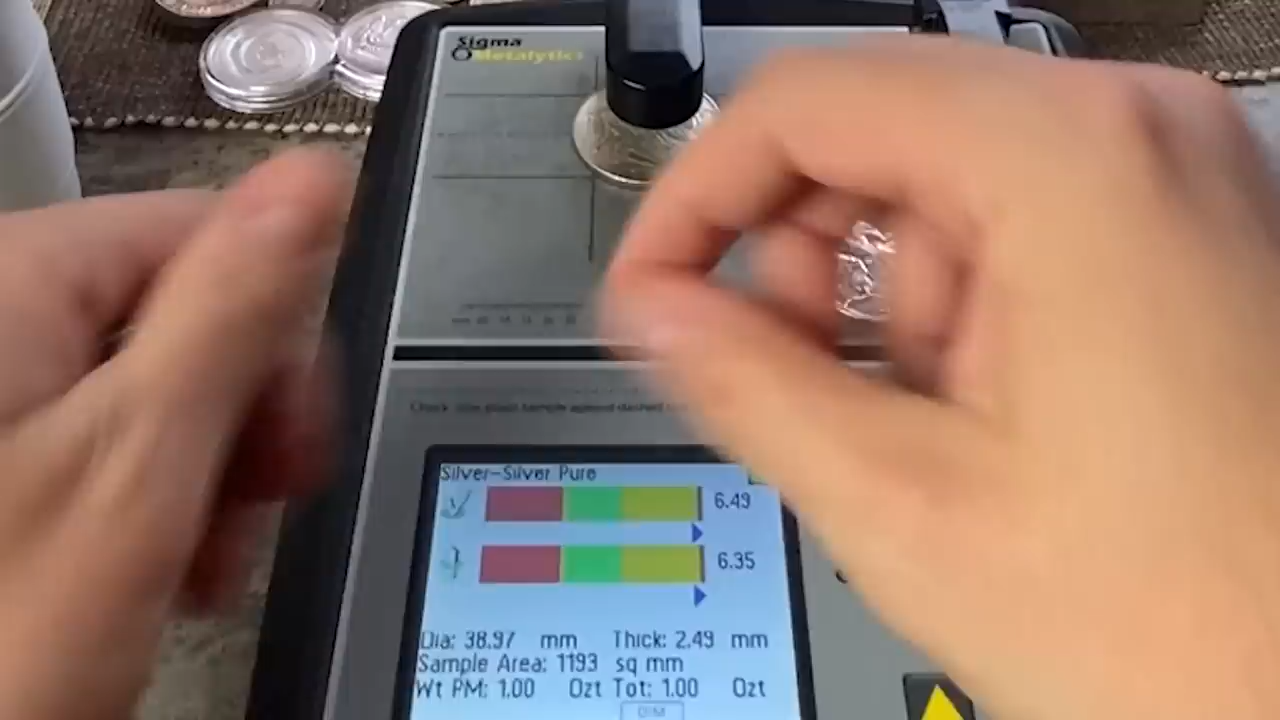 Sigma
Metalytics
Silver-Silver Pure
6.49
6.35
Dia: 38.97 mm Thick: 2.49 mm
Sample Area: 1193 sq mm
Wt PM: 1.00 Ozt Tot: 1.00 Ozt
DIM